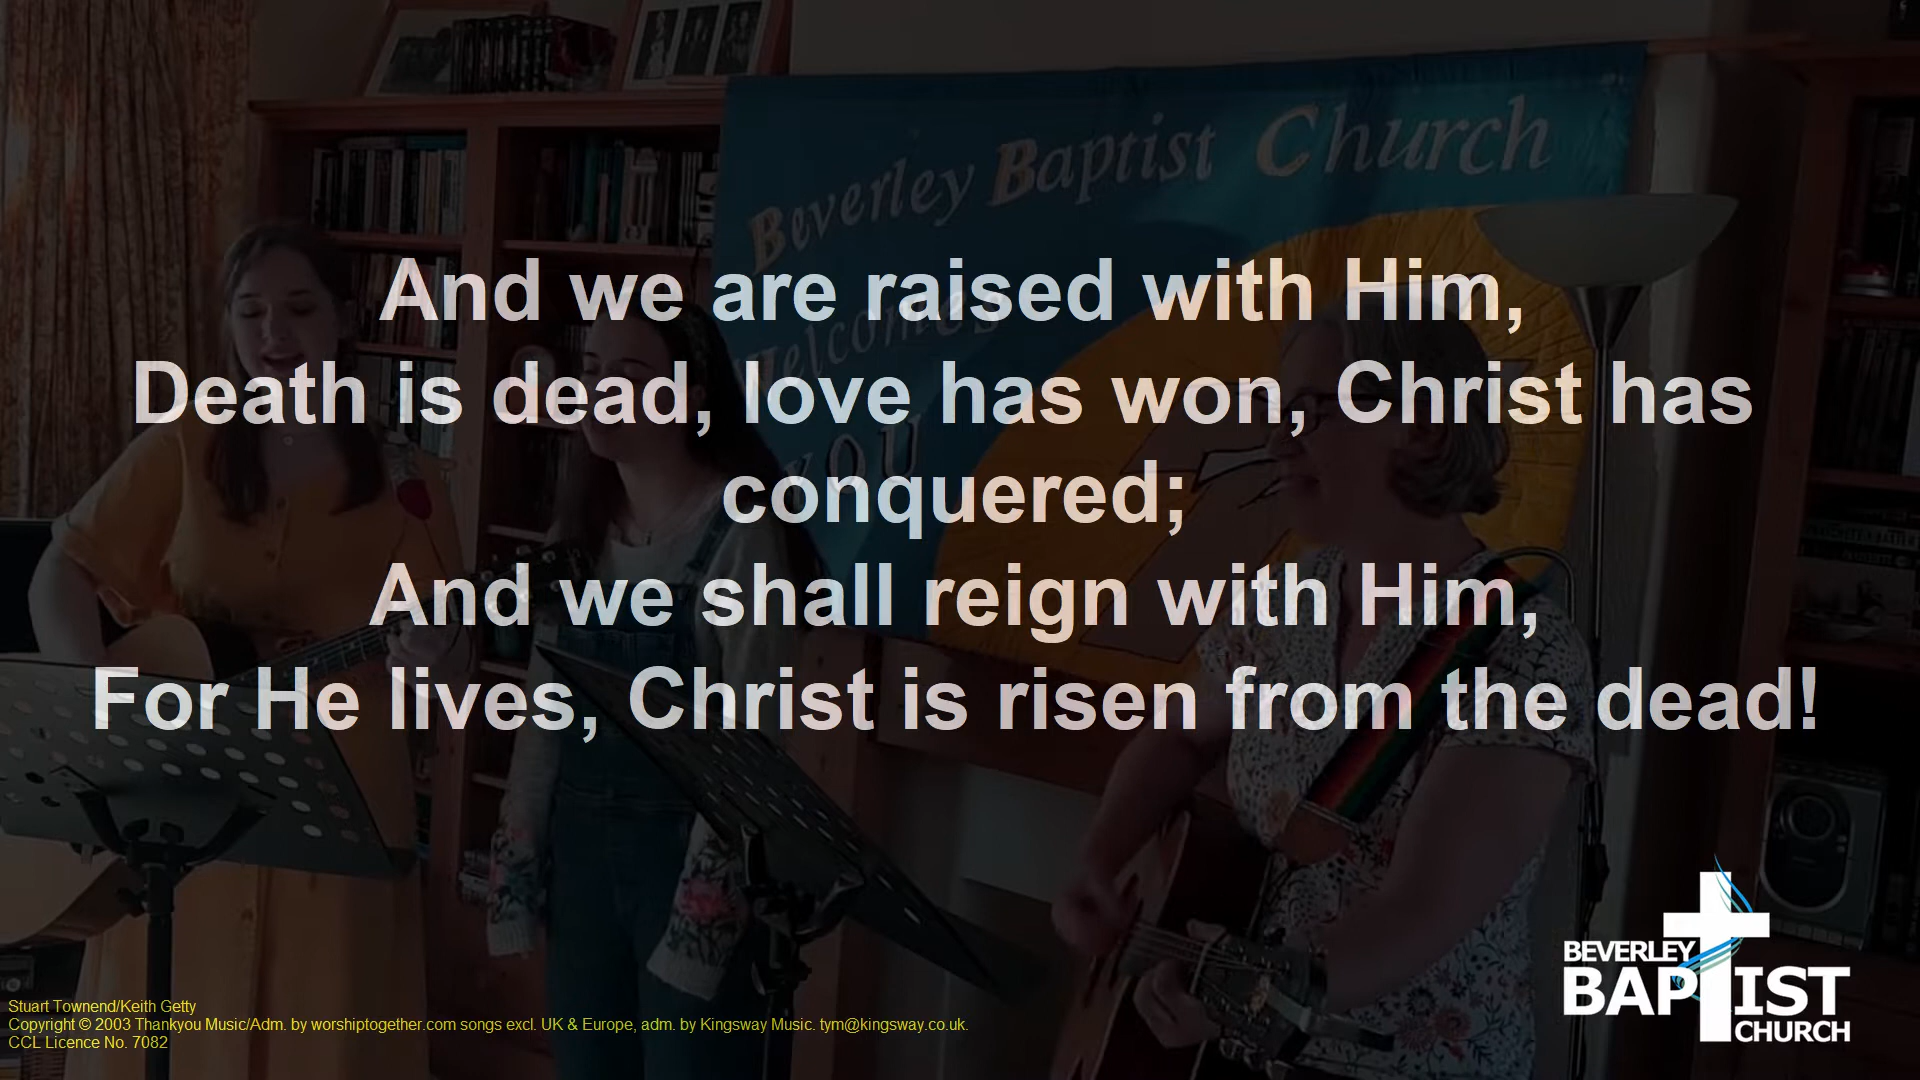 Beverley Baptist Church
Welcomes
YOU
And we are raised with Him,
Death is dead, love has won, Christ has
conquered;
And we shall reign with Him,
For He lives, Christ is risen from the dead!
Stuart Townend/Keith Getty
Copyright © 2003 Thankyou Music/Adm. by worshiptogether.com songs excl. UK & Europe, adm. by Kingsway Music. tym@kingsway.co.uk.
CCL Licence No. 7082
BEVERLEY
BAPTIST
CHURCH